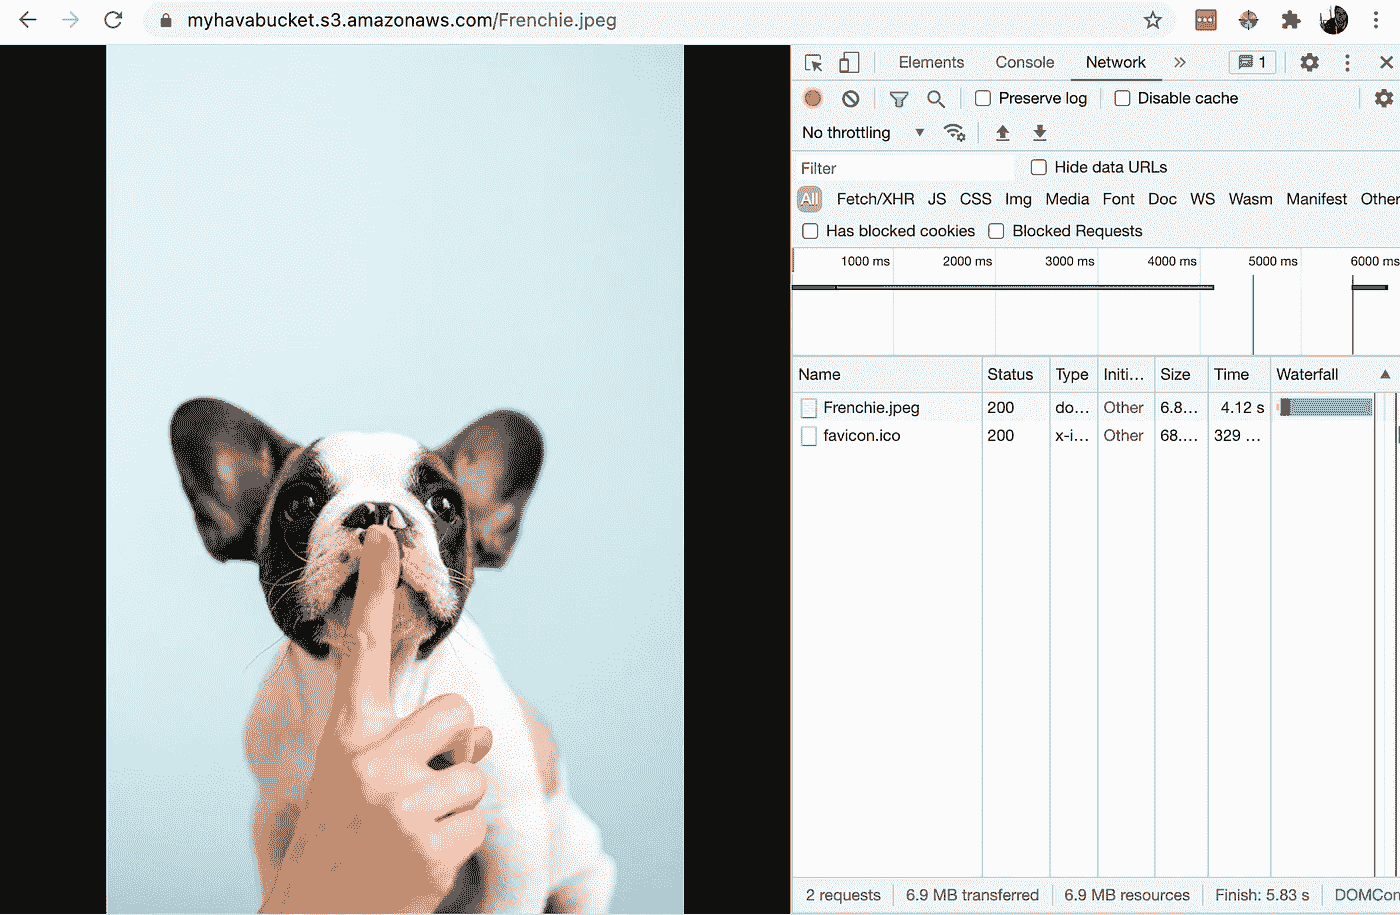 myhavabucket.s3.amazonaws.com/Frenchie.jpeg
Elements Console Network » 1
Preserve log Disable cache
No throttling
Filter Hide data URLs
All Fetch/XHR JS CSS Img Media Font Doc WS Wasm Manifest Other
Has blocked cookies Blocked Requests
1000 ms 2000 ms 3000 ms 4000 ms 5000 ms 6000 ms
Name Status Type Initi... Size Time Waterfall
Frenchie.jpeg 200 do... Other 6.8... 4.12 s
favicon.ico 200 x-i... Other 68.... 329 ...
2 requests 6.9 MB transferred 6.9 MB resources Finish: 5.83 s DOMCon